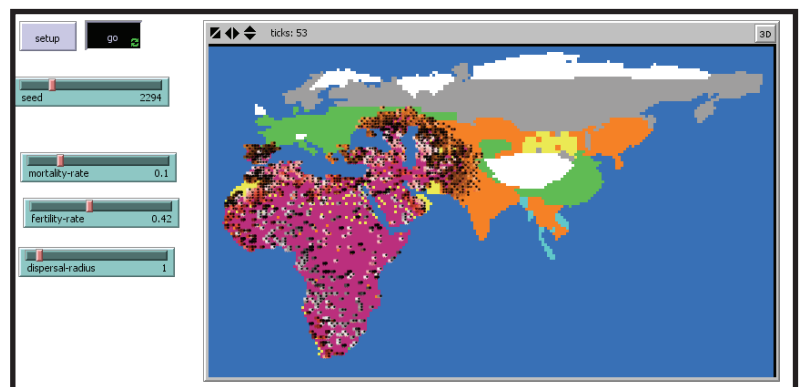 setup
go
ticks: 53
3D
seed 2294
mortality-rate 0.1
fertility-rate 0.42
dispersal-radius 1